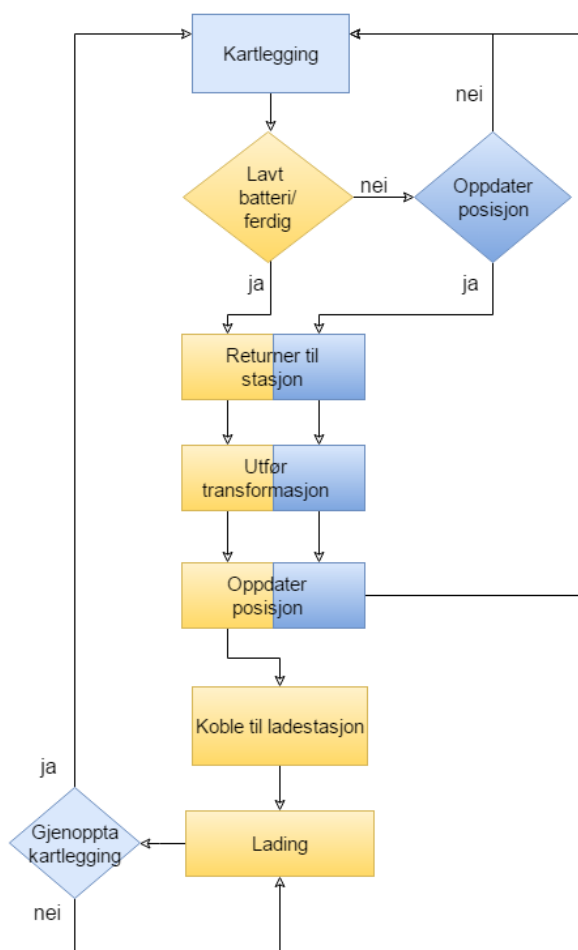 Kartlegging
nei
Lavt
batteri/
ferdig
nei
Oppdater
posisjon
ja
ja
Returner til
stasjon
Utfør
transformasjon
Oppdater
posisjon
Koble til ladestasjon
ja
Gjenoppta
kartlegging
Lading
nei